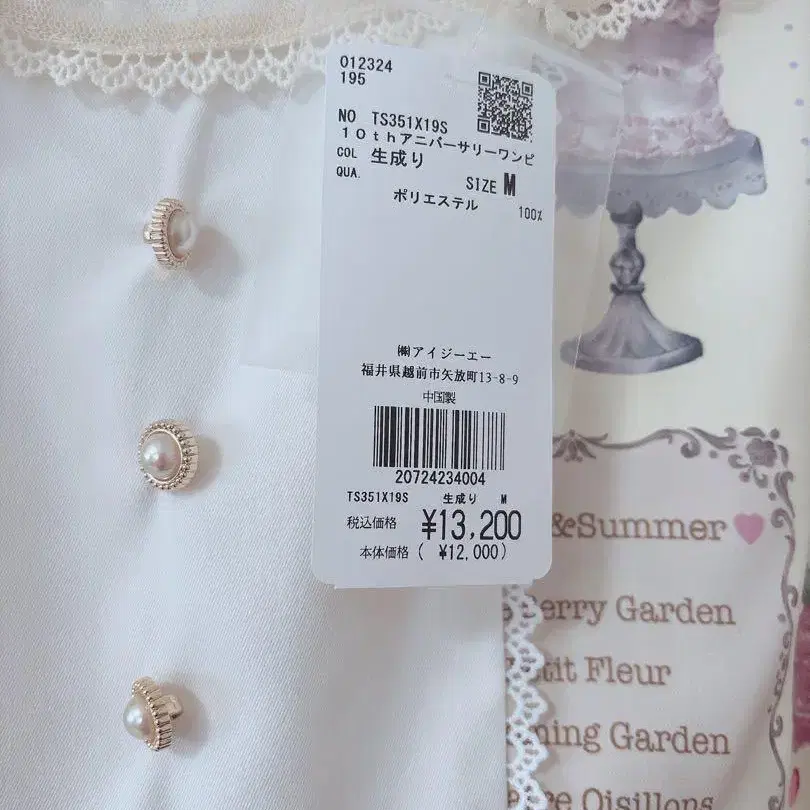 012324
195
NO TS351X19S
10thアニバーサリーワンピ
COL 生成り
QUA.
SIZE M
ポリエステル 100%
㈱アイジーエー
福井県越前市矢放町13-8-9
中国製
20724234004
TS351X19S 生成り M
税込価格 ¥13,200
本体価格 ( ¥12,000)
&Summer
Berry Garden
Petit Fleur
Garden
Oisillons